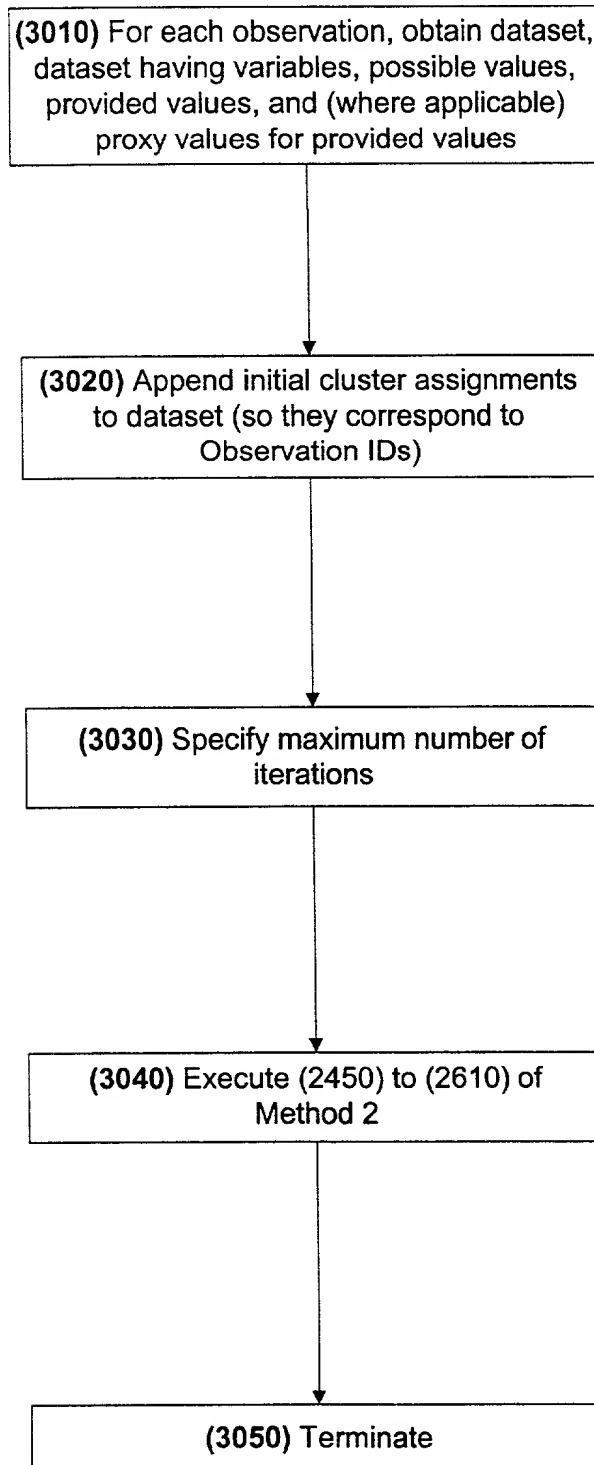 (3010) For each observation, obtain dataset,
dataset having variables, possible values,
provided values, and (where applicable)
proxy values for provided values
(3020) Append initial cluster assignments
to dataset (so they correspond to
Observation IDs)
(3030) Specify maximum number of
iterations
(3040) Execute (2450) to (2610) of
Method 2
(3050) Terminate